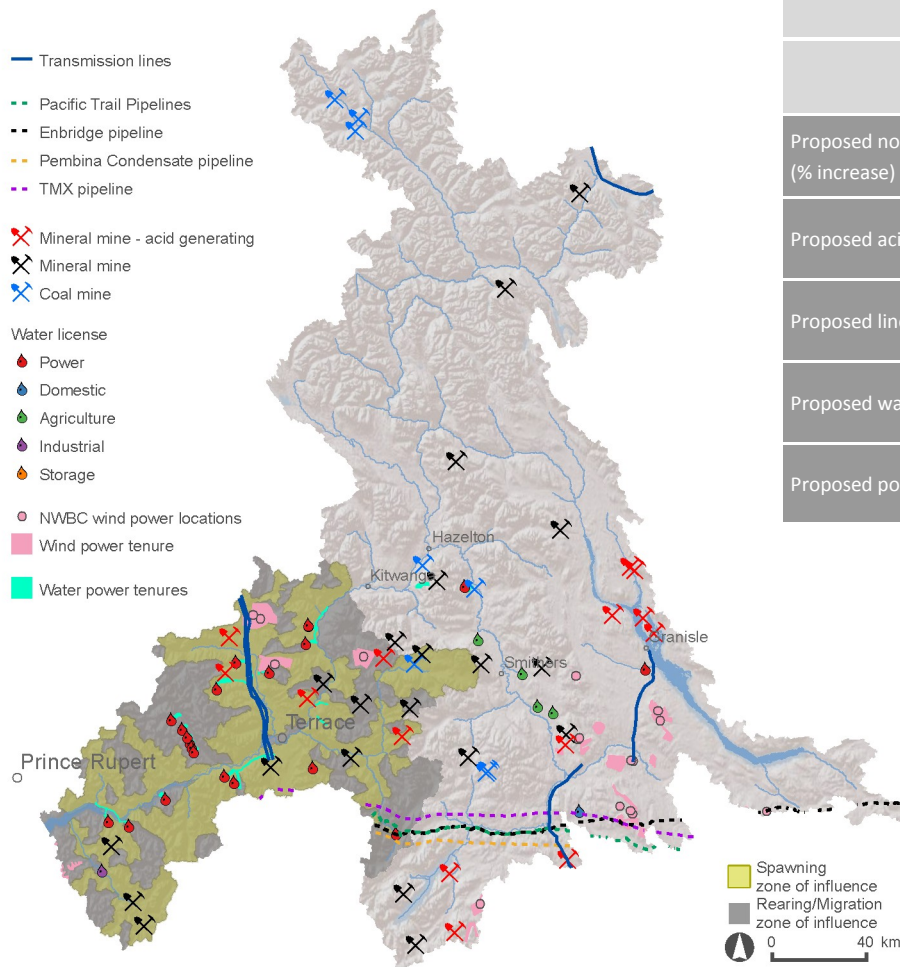 Transmission lines
Pacific Trail Pipelines
Enbridge pipeline
Pembina Condensate pipeline
TMX pipeline
Mineral mine - acid generating
Mineral mine
Coal mine
Water license
Power
Domestic
Agriculture
Industrial
Storage
NWBC wind power locations
Wind power tenure
Water power tenures
Proposed no
(% increase)
Proposed aci
Proposed line
Proposed wa
Proposed po
Hazelton
Kitwanga
Granisle
Smithers
Terrace
Prince Rupert
Spawning
zone of influence
Rearing/Migration
zone of influence
0 40 km